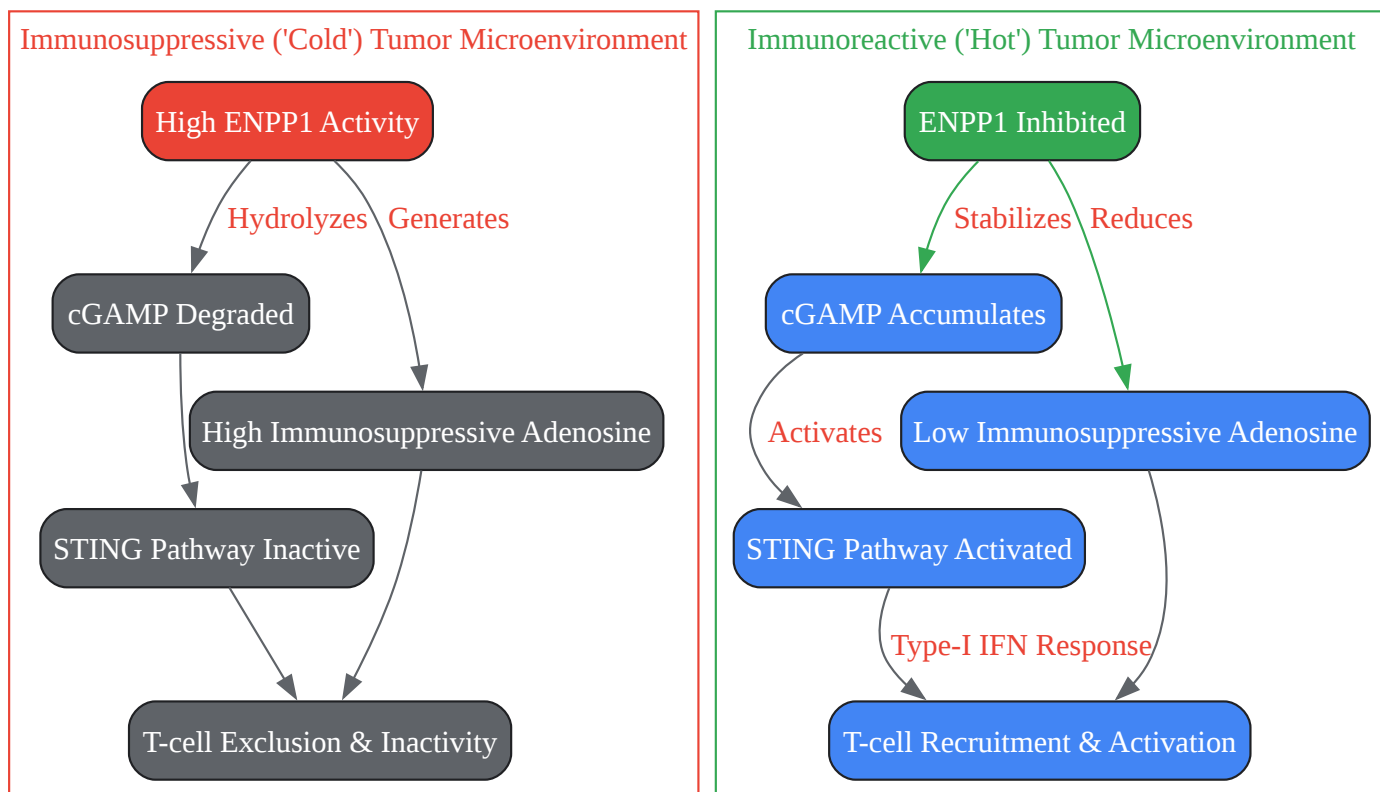 Immunosuppressive ('Cold') Tumor Microenvironment
High ENPP1 Activity
Hydrolyzes
Generates
cGAMP Degraded
High Immunosuppressive Adenosine
STING Pathway Inactive
T-cell Exclusion & Inactivity
Immunoreactive ('Hot') Tumor Microenvironment
ENPP1 Inhibited
Stabilizes
Reduces
cGAMP Accumulates
Activates
Low Immunosuppressive Adenosine
STING Pathway Activated
Type-I IFN Response
T-cell Recruitment & Activation